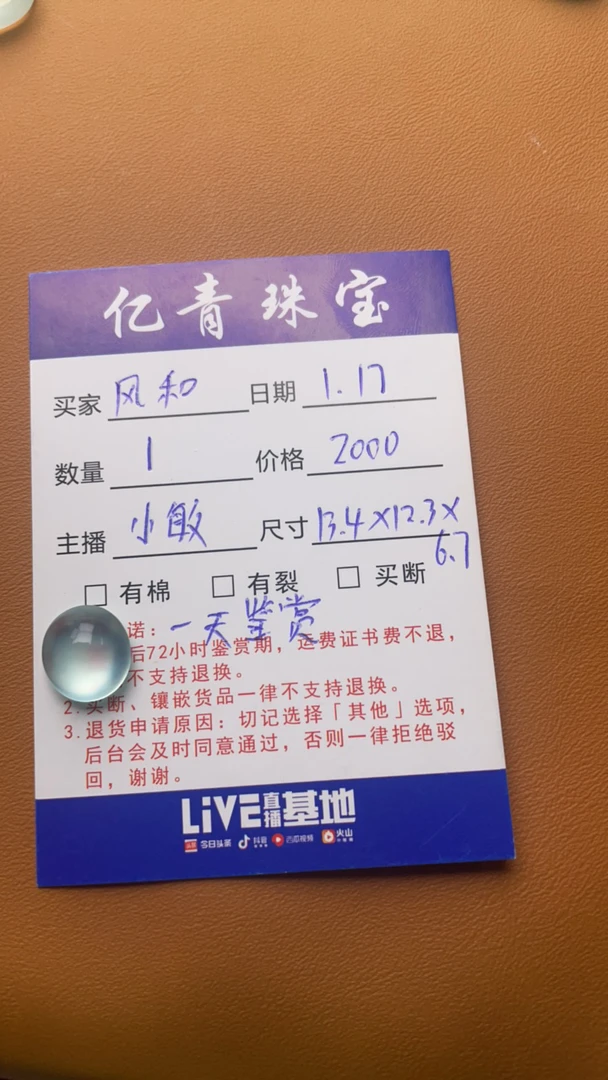 亿青珠宝
买家 风和 日期 1.17
数量 1 价格 2000
主播 小敏 尺寸 13.4×12.3×6.7
□ 有棉 □ 有裂 □ 买断
诺：一天鉴赏
后72小时鉴赏期，运费证书费不退，
不支持退换。
2.买断、镶嵌货品一律不支持退换。
3.退货申请原因：切记选择「其他」选项，
后台会及时同意通过，否则一律拒绝驳
回，谢谢。
LiVE直播基地
今日头条 抖音 西瓜视频 火山